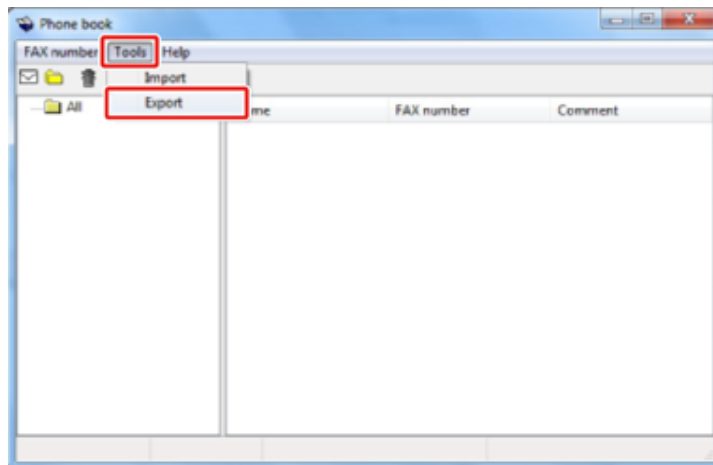 Phone book
FAX number Tools Help
Import
All Export
me FAX number Comment